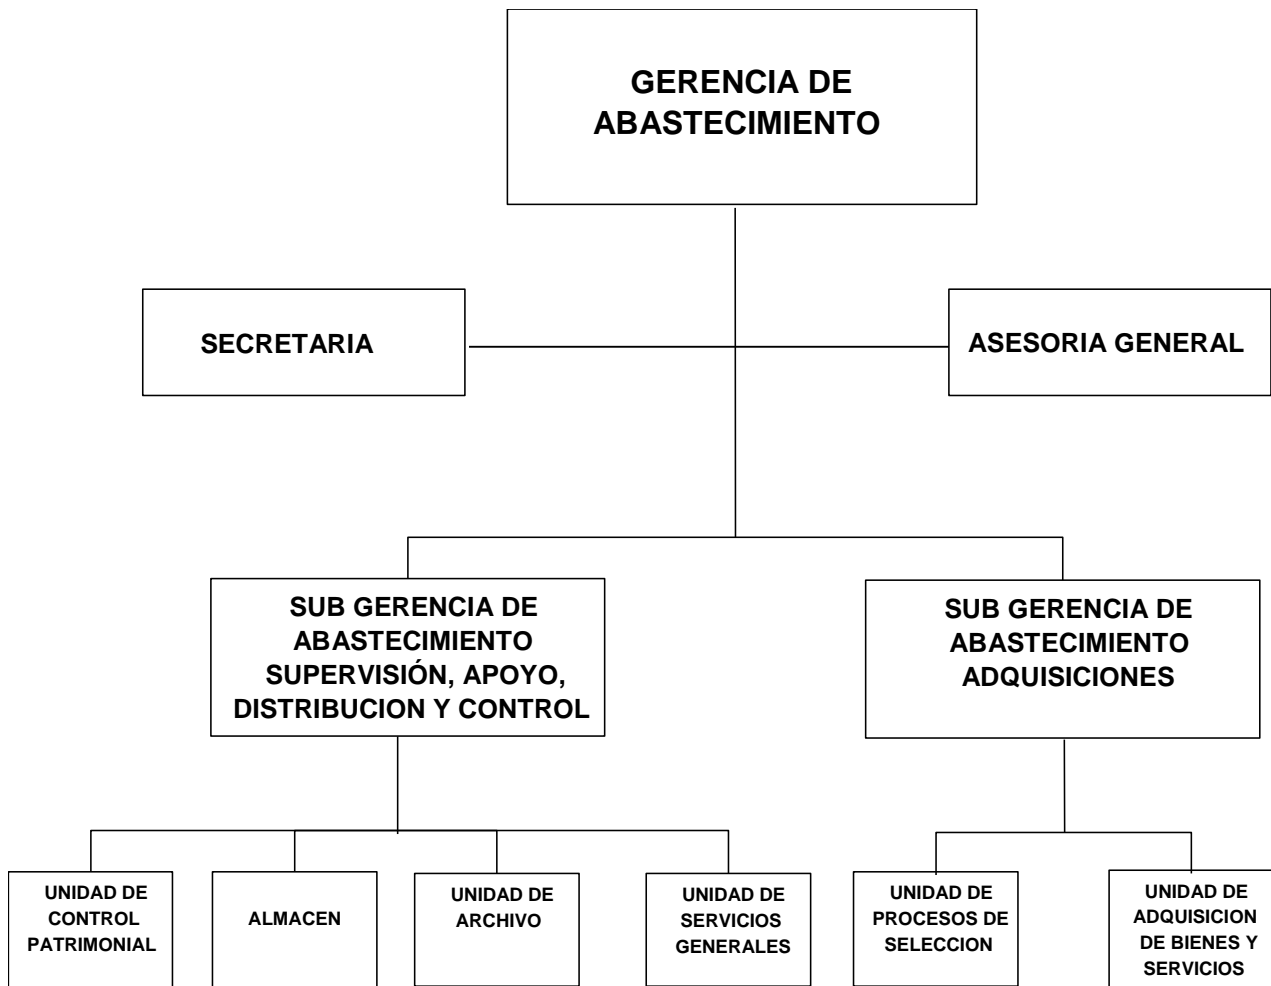 GERENCIA DE
ABASTECIMIENTO
SECRETARIA
ASESORIA GENERAL
SUB GERENCIA DE
ABASTECIMIENTO
SUPERVISIÓN, APOYO,
DISTRIBUCION Y CONTROL
SUB GERENCIA DE
ABASTECIMIENTO
ADQUISICIONES
UNIDAD DE
CONTROL
PATRIMONIAL
ALMACEN
UNIDAD DE
ARCHIVO
UNIDAD DE
SERVICIOS
GENERALES
UNIDAD DE
PROCESOS DE
SELECCION
UNIDAD DE
ADQUISICION
DE BIENES Y
SERVICIOS